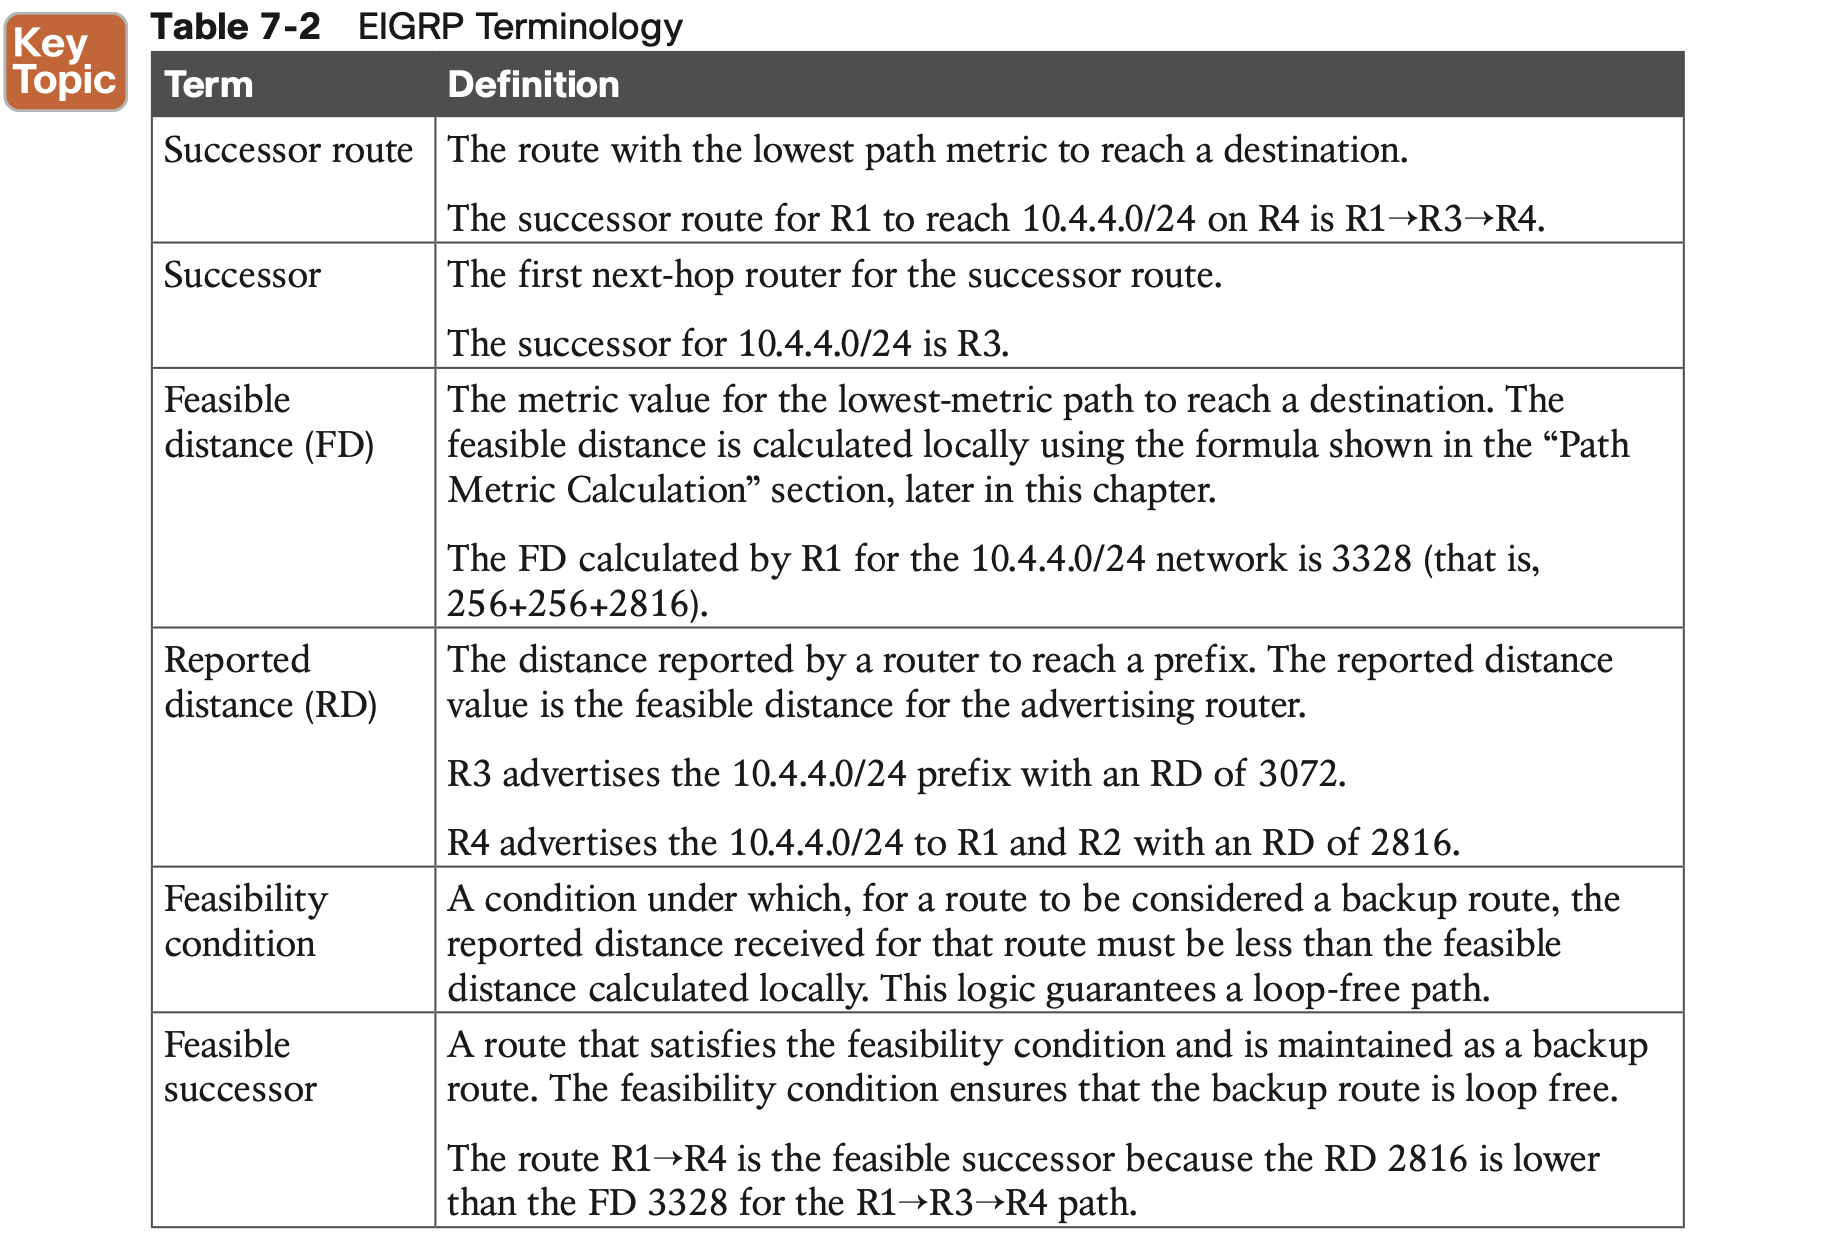 Key
Topic
Table 7-2 EIGRP Terminology
Term Definition
Successor route The route with the lowest path metric to reach a destination.
The successor route for R1 to reach 10.4.4.0/24 on R4 is R1→R3→R4.
Successor The first next-hop router for the successor route.
The successor for 10.4.4.0/24 is R3.
Feasible The metric value for the lowest-metric path to reach a destination. The
distance (FD) feasible distance is calculated locally using the formula shown in the “Path
Metric Calculation” section, later in this chapter.
The FD calculated by R1 for the 10.4.4.0/24 network is 3328 (that is,
256+256+2816).
Reported The distance reported by a router to reach a prefix. The reported distance
distance (RD) value is the feasible distance for the advertising router.
R3 advertises the 10.4.4.0/24 prefix with an RD of 3072.
R4 advertises the 10.4.4.0/24 to R1 and R2 with an RD of 2816.
Feasibility A condition under which, for a route to be considered a backup route, the
condition reported distance received for that route must be less than the feasible
distance calculated locally. This logic guarantees a loop-free path.
Feasible A route that satisfies the feasibility condition and is maintained as a backup
successor route. The feasibility condition ensures that the backup route is loop free.
The route R1→R4 is the feasible successor because the RD 2816 is lower
than the FD 3328 for the R1→R3→R4 path.